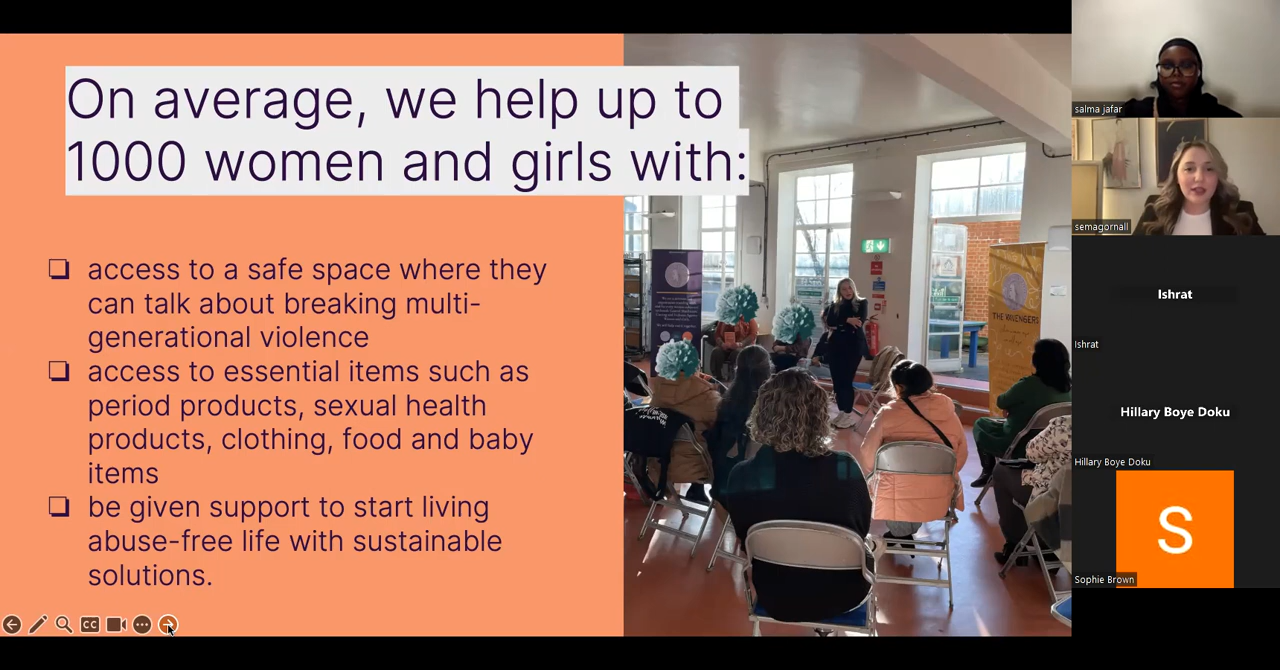 On average, we help up to
1000 women and girls with:
access to a safe space where they
can talk about breaking multi-
generational violence
access to essential items such as
period products, sexual health
products, clothing, food and baby
items
be given support to start living
abuse-free life with sustainable
solutions.
THE AVENGERS
CC
salma jafar
semagornall
Ishrat
Ishrat
Hillary Boye Doku
Hillary Boye Doku
S
Sophie Brown